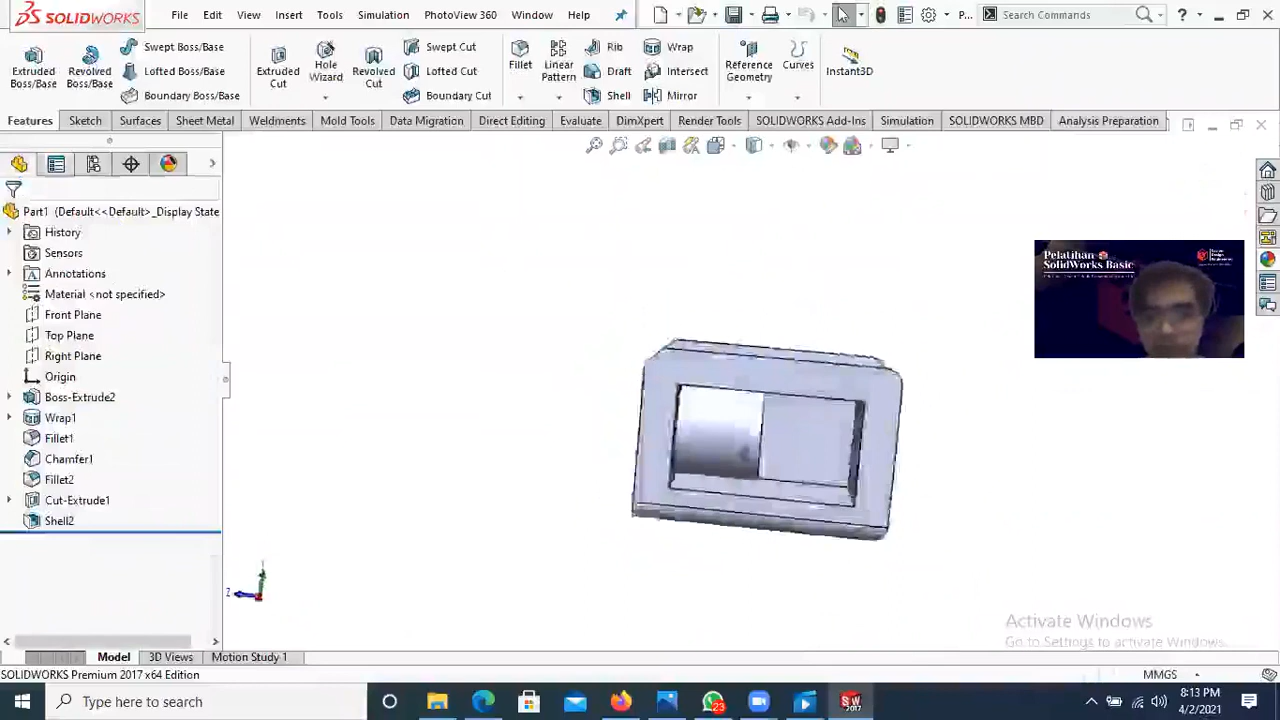 SOLIDWORKS
File Edit View Insert Tools Simulation PhotoView 360 Window Help
P...
Search Commands
Extruded Boss/Base
Revolved Boss/Base
Swept Boss/Base
Lofted Boss/Base
Boundary Boss/Base
Extruded Cut
Hole Wizard
Revolved Cut
Swept Cut
Lofted Cut
Boundary Cut
Fillet
Linear Pattern
Rib
Draft
Shell
Wrap
Intersect
Mirror
Reference Geometry
Curves
Instant3D
Features Sketch Surfaces Sheet Metal Weldments Mold Tools Data Migration Direct Editing Evaluate DimXpert Render Tools SOLIDWORKS Add-Ins Simulation SOLIDWORKS MBD Analysis Preparation
Part1 (Default<<Default>_Display State
History
Sensors
Annotations
Material <not specified>
Front Plane
Top Plane
Right Plane
Origin
Boss-Extrude2
Wrap1
Fillet1
Chamfer1
Fillet2
Cut-Extrude1
Shell2
Pelatihan
SolidWorks Basic
Z
Activate Windows
Go to Settings to activate Windows.
Model 3D Views Motion Study 1
SOLIDWORKS Premium 2017 x64 Edition
MMGS
Type here to search
23
SW
2017
8:13 PM
4/2/2021